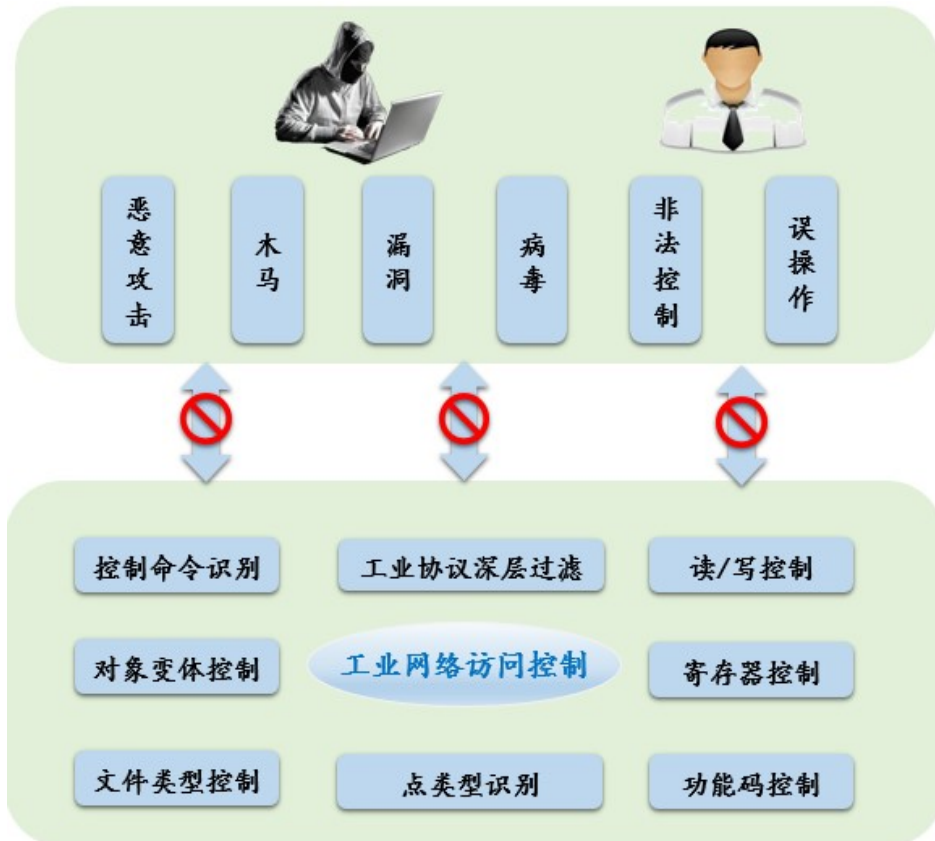 恶意攻击
木马
漏洞
病毒
非法控制
误操作
控制命令识别
工业协议深层过滤
读/写控制
对象变体控制
工业网络访问控制
寄存器控制
文件类型控制
点类型识别
功能码控制